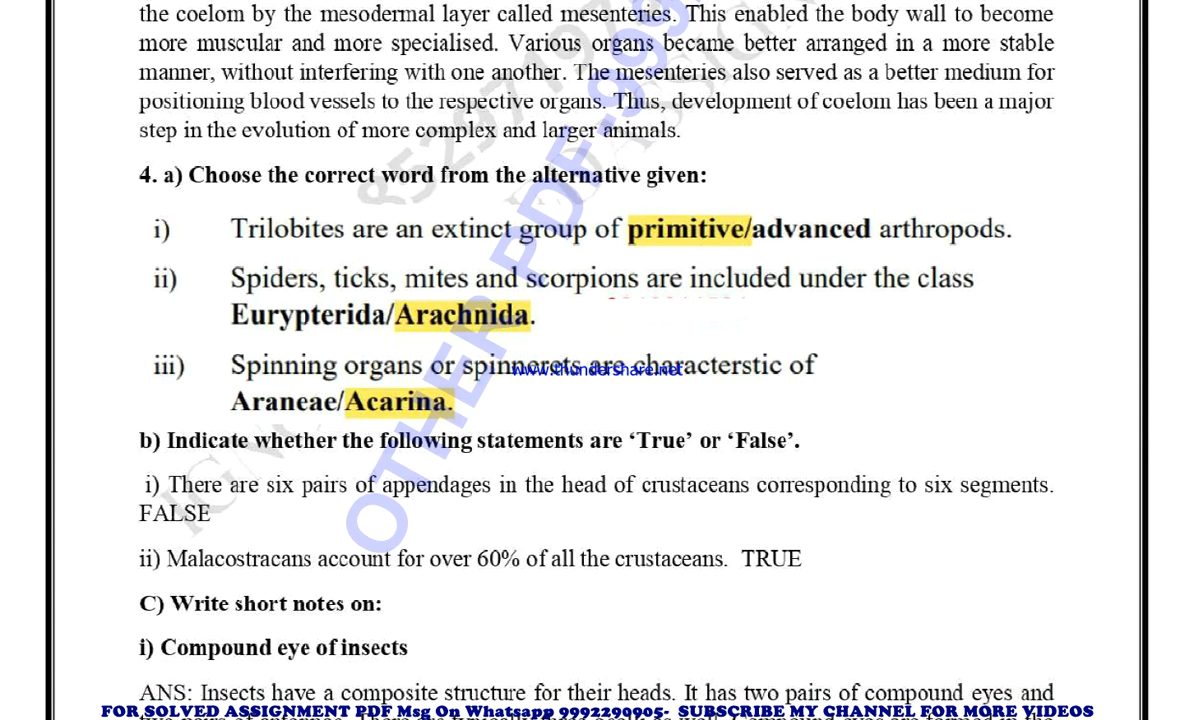 the coelom by the mesodermal layer called mesenteries. This enabled the body wall to become
more muscular and more specialised. Various organs became better arranged in a more stable
manner, without interfering with one another. The mesenteries also served as a better medium for
positioning blood vessels to the respective organs. Thus, development of coelom has been a major
step in the evolution of more complex and larger animals.
4. a) Choose the correct word from the alternative given:
i) Trilobites are an extinct group of primitive/advanced arthropods.
ii) Spiders, ticks, mites and scorpions are included under the class
Eurypterida/Arachnida.
iii) Spinning organs or spinnerets are characterstic of
www.thundershare.net
Araneae/Acarina.
b) Indicate whether the following statements are ‘True’ or ‘False’.
i) There are six pairs of appendages in the head of crustaceans corresponding to six segments.
FALSE
ii) Malacostracans account for over 60% of all the crustaceans. TRUE
C) Write short notes on:
i) Compound eye of insects
ANS: Insects have a composite structure for their heads. It has two pairs of compound eyes and
FOR SOLVED ASSIGNMENT PDF Msg On Whatsapp 9992290905- SUBSCRIBE MY CHANNEL FOR MORE VIDEOS
OTHER PDF-999